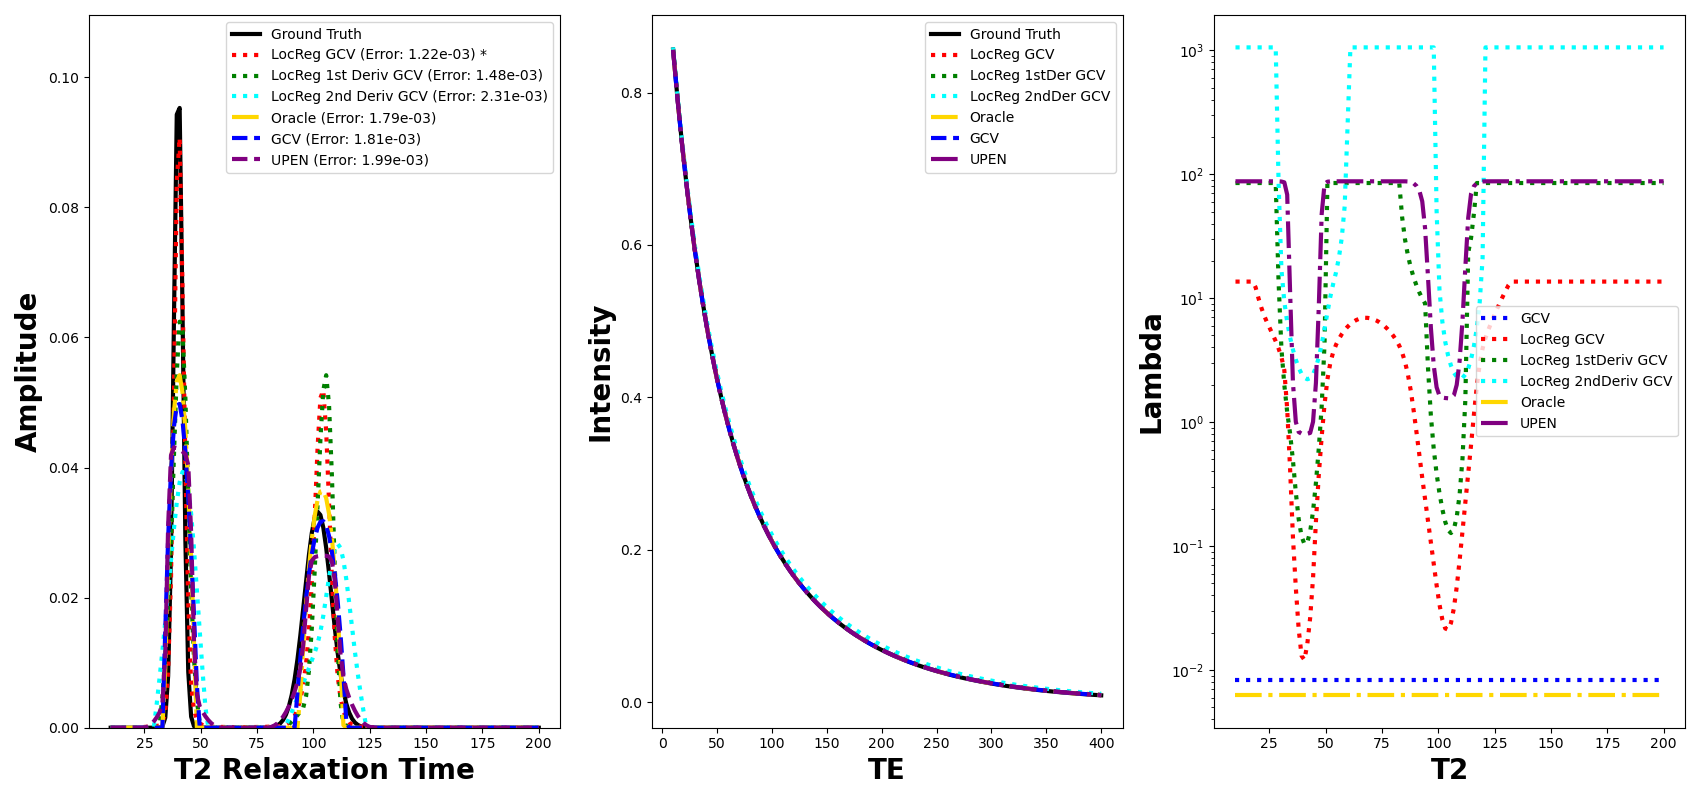 Amplitude
0.10
0.08
0.06
0.04
0.02
0.00
Ground Truth
LocReg GCV (Error: 1.22e-03) *
LocReg 1st Deriv GCV (Error: 1.48e-03)
LocReg 2nd Deriv GCV (Error: 2.31e-03)
Oracle (Error: 1.79e-03)
GCV (Error: 1.81e-03)
UPEN (Error: 1.99e-03)
25 50 75 100 125 150 175 200
T2 Relaxation Time
Intensity
0.8
0.6
0.4
0.2
0.0
Ground Truth
LocReg GCV
LocReg 1stDer GCV
LocReg 2ndDer GCV
Oracle
GCV
UPEN
0 50 100 150 200 250 300 350 400
TE
Lambda
10³
10²
10¹
10⁰
10⁻¹
10⁻²
GCV
LocReg GCV
LocReg 1stDeriv GCV
LocReg 2ndDeriv GCV
Oracle
UPEN
25 50 75 100 125 150 175 200
T2